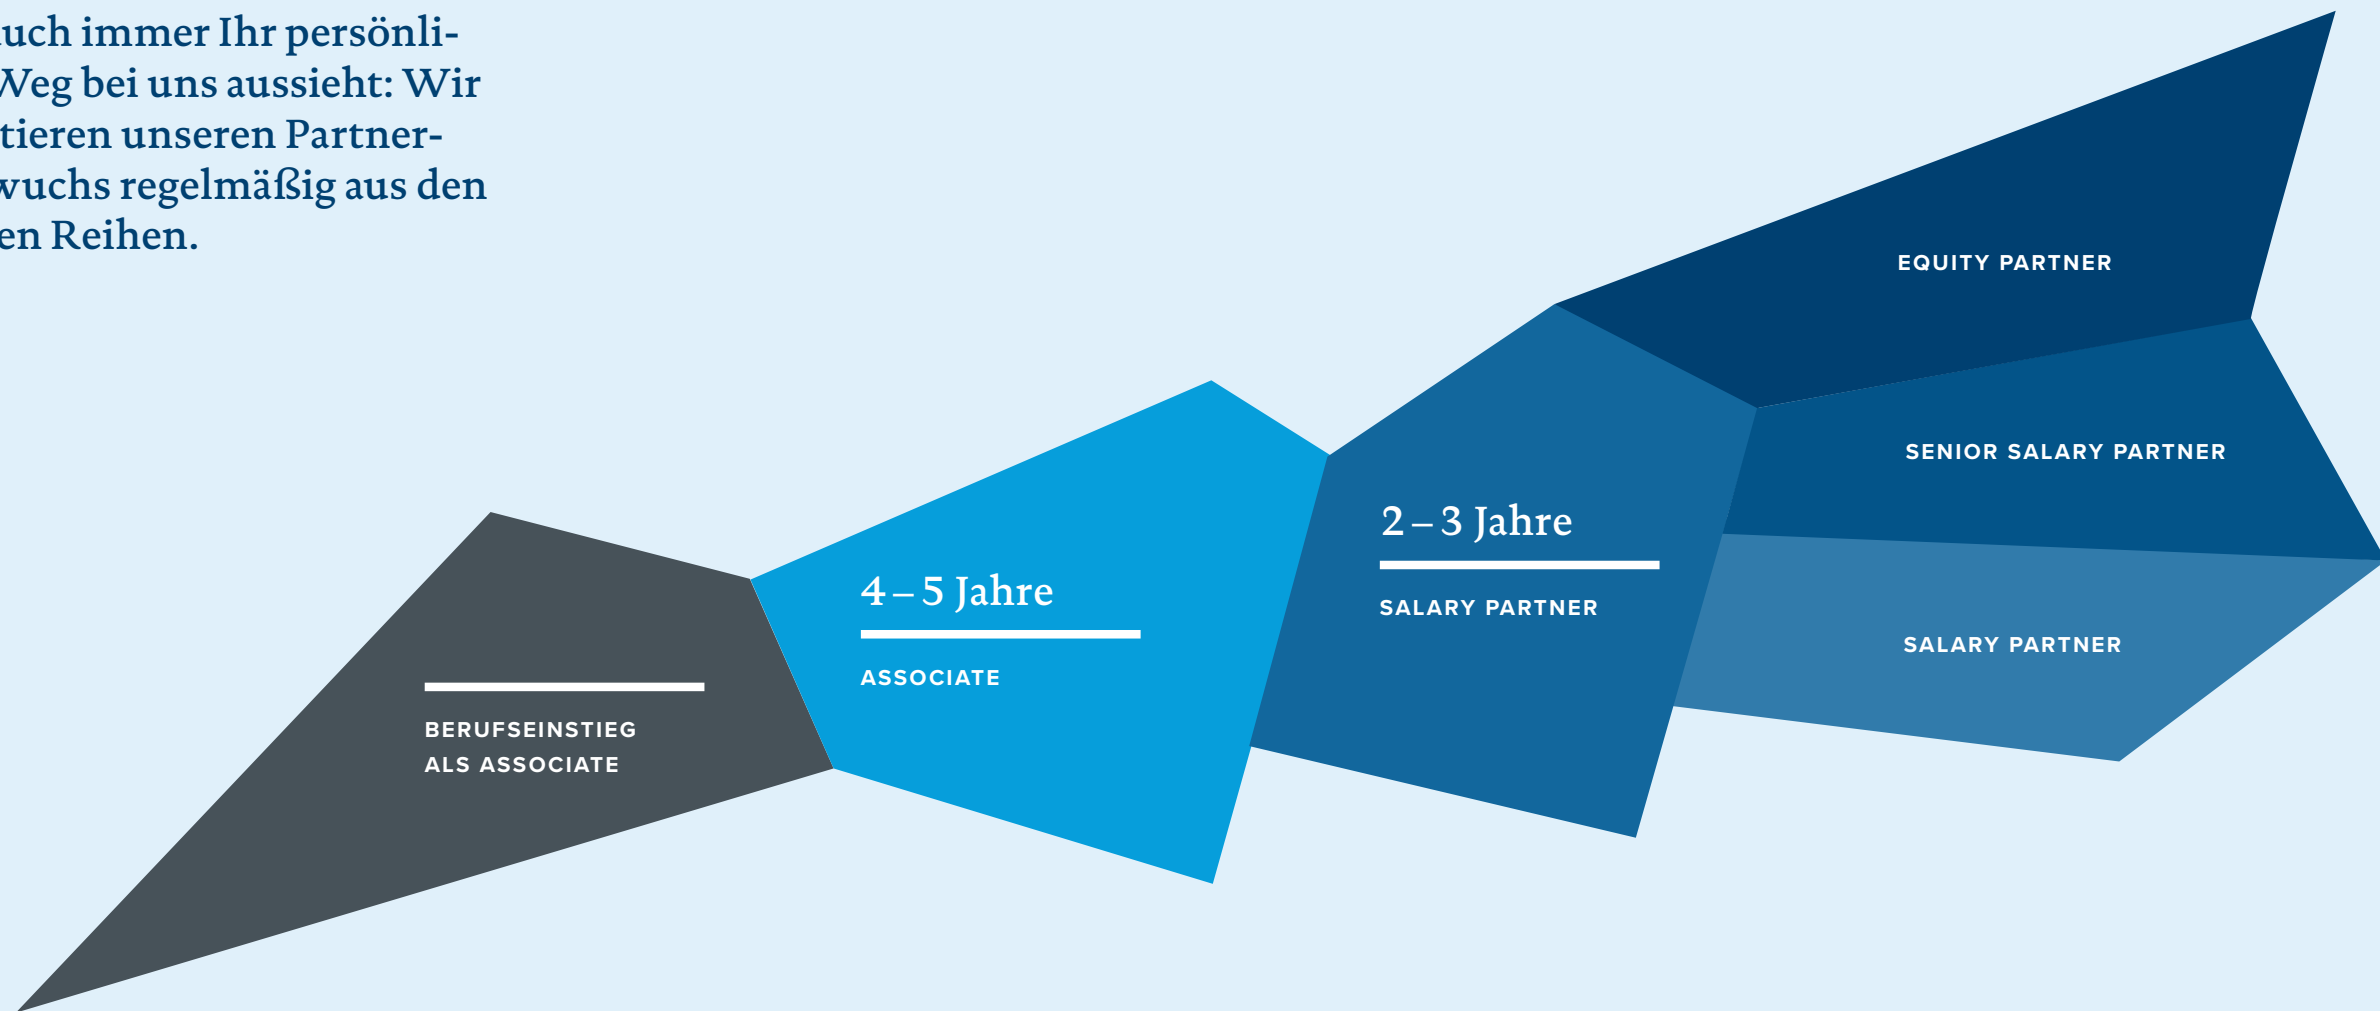 auch immer Ihr persönli-
Weg bei uns aussieht: Wir
tieren unseren Partner-
wuchs regelmäßig aus den
en Reihen.
EQUITY PARTNER
SENIOR SALARY PARTNER
2 – 3 Jahre
SALARY PARTNER
SALARY PARTNER
4 – 5 Jahre
ASSOCIATE
BERUFSEINSTIEG
ALS ASSOCIATE